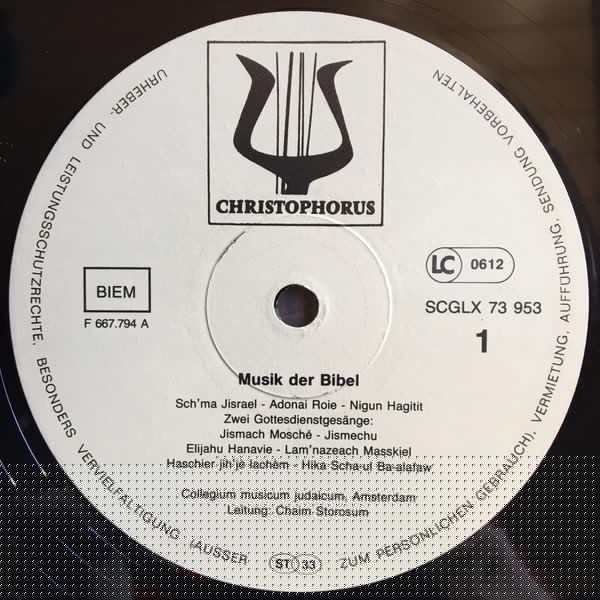 CHRISTOPHORUS
BIEM
F 667.794 A
LC 0612
SCGLX 73 953
1
Musik der Bibel
Sch'ma Jisrael - Adonai Roie - Nigun Hagitit
Zwei Gottesdienstgesänge:
Jismach Mosché - Jismechu
Elijahu Hanavie - Lam'nazeach Masskiel
Haschier jih'jé lachêm - Hika Scha-ul Ba-alafaw
Collegium musicum judaicum, Amsterdam
Leitung: Chaim Storosum
ST 33
URHEBER- UND LEISTUNGSSCHUTZRECHTE, BESONDERS VERVIELFÄLTIGUNG (AUSSER ZUM PERSÖNLICHEN GEBRAUCH), VERMIETUNG, AUFFÜHRUNG, SENDUNG VORBEHALTEN